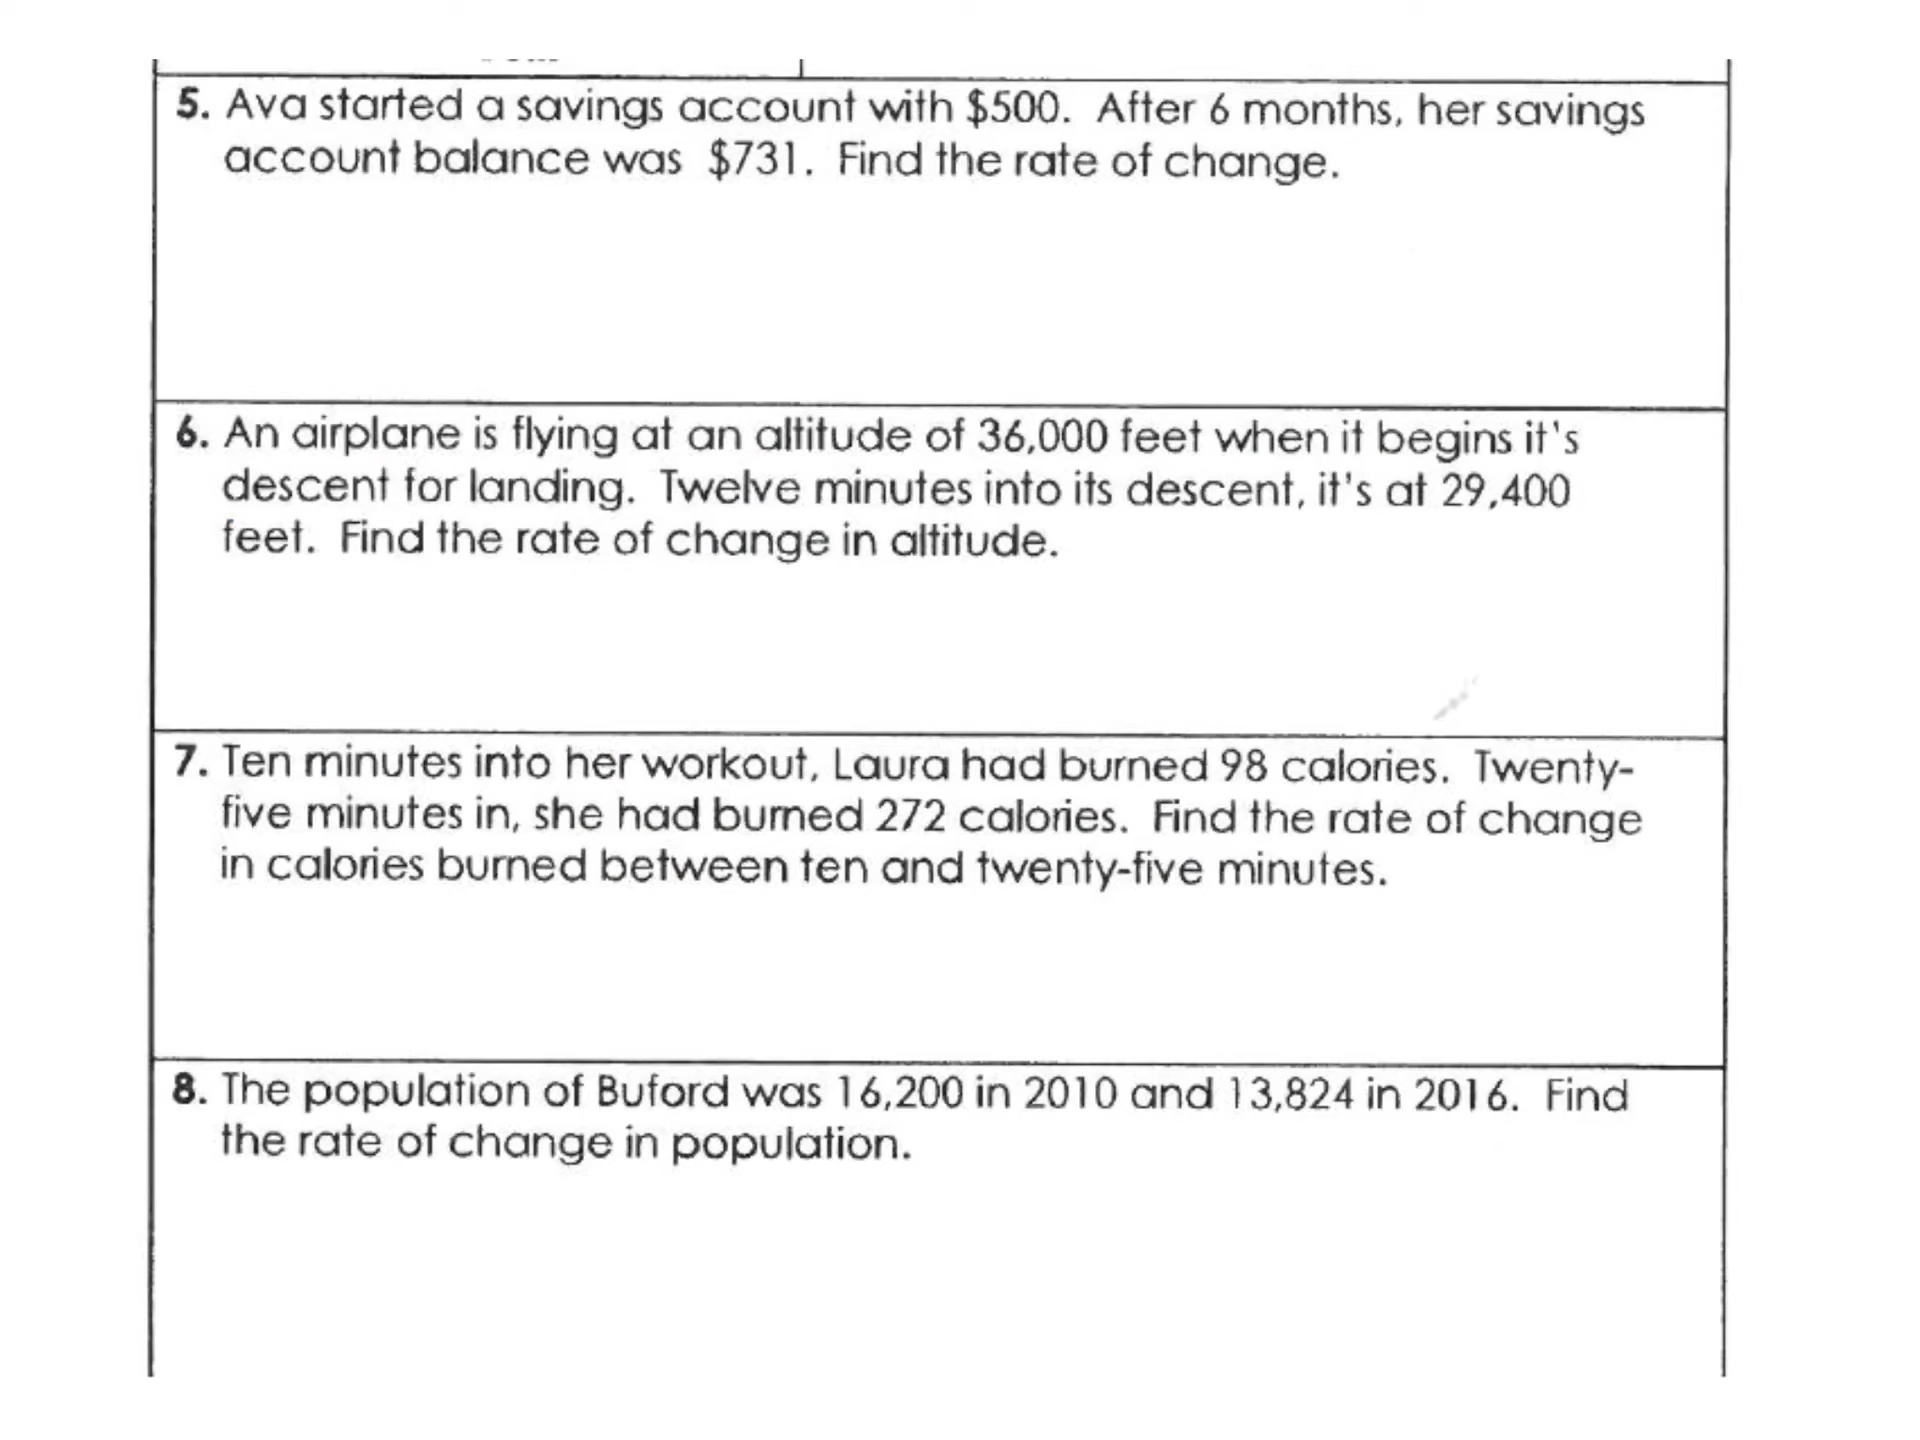 5. Ava started a savings account with $500. After 6 months, her savings
account balance was $731. Find the rate of change.
6. An airplane is flying at an altitude of 36,000 feet when it begins it's
descent for landing. Twelve minutes into its descent, it's at 29,400
feet. Find the rate of change in altitude.
7. Ten minutes into her workout, Laura had burned 98 calories. Twenty-
five minutes in, she had burned 272 calories. Find the rate of change
in calories burned between ten and twenty-five minutes.
8. The population of Buford was 16,200 in 2010 and 13,824 in 2016. Find
the rate of change in population.